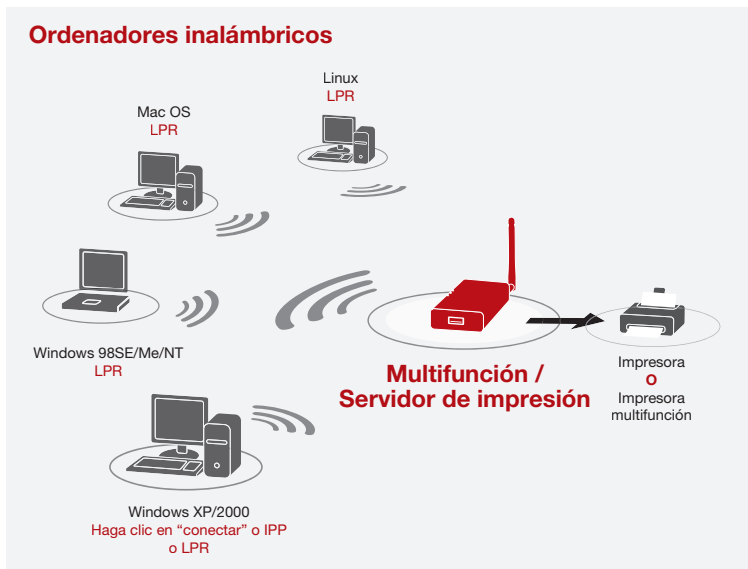 Ordenadores inalámbricos
Linux
LPR
Mac OS
LPR
Windows 98SE/Me/NT
LPR
Multifunción /
Servidor de impresión
Impresora
O
Impresora
multifunción
Windows XP/2000
Haga clic en “conectar” o IPP
o LPR